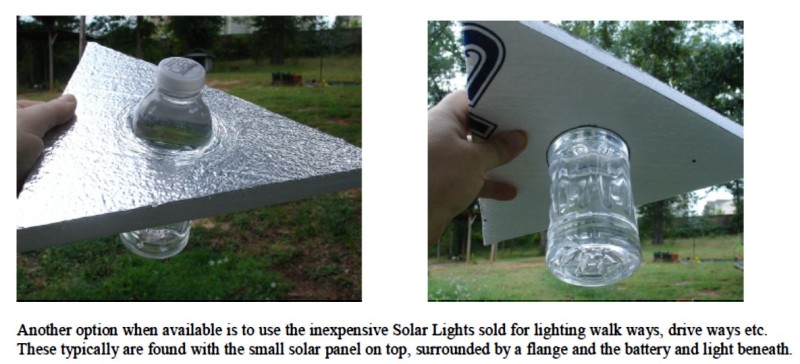 Another option when available is to use the inexpensive Solar Lights sold for lighting walk ways, drive ways etc.
These typically are found with the small solar panel on top, surrounded by a flange and the battery and light beneath.